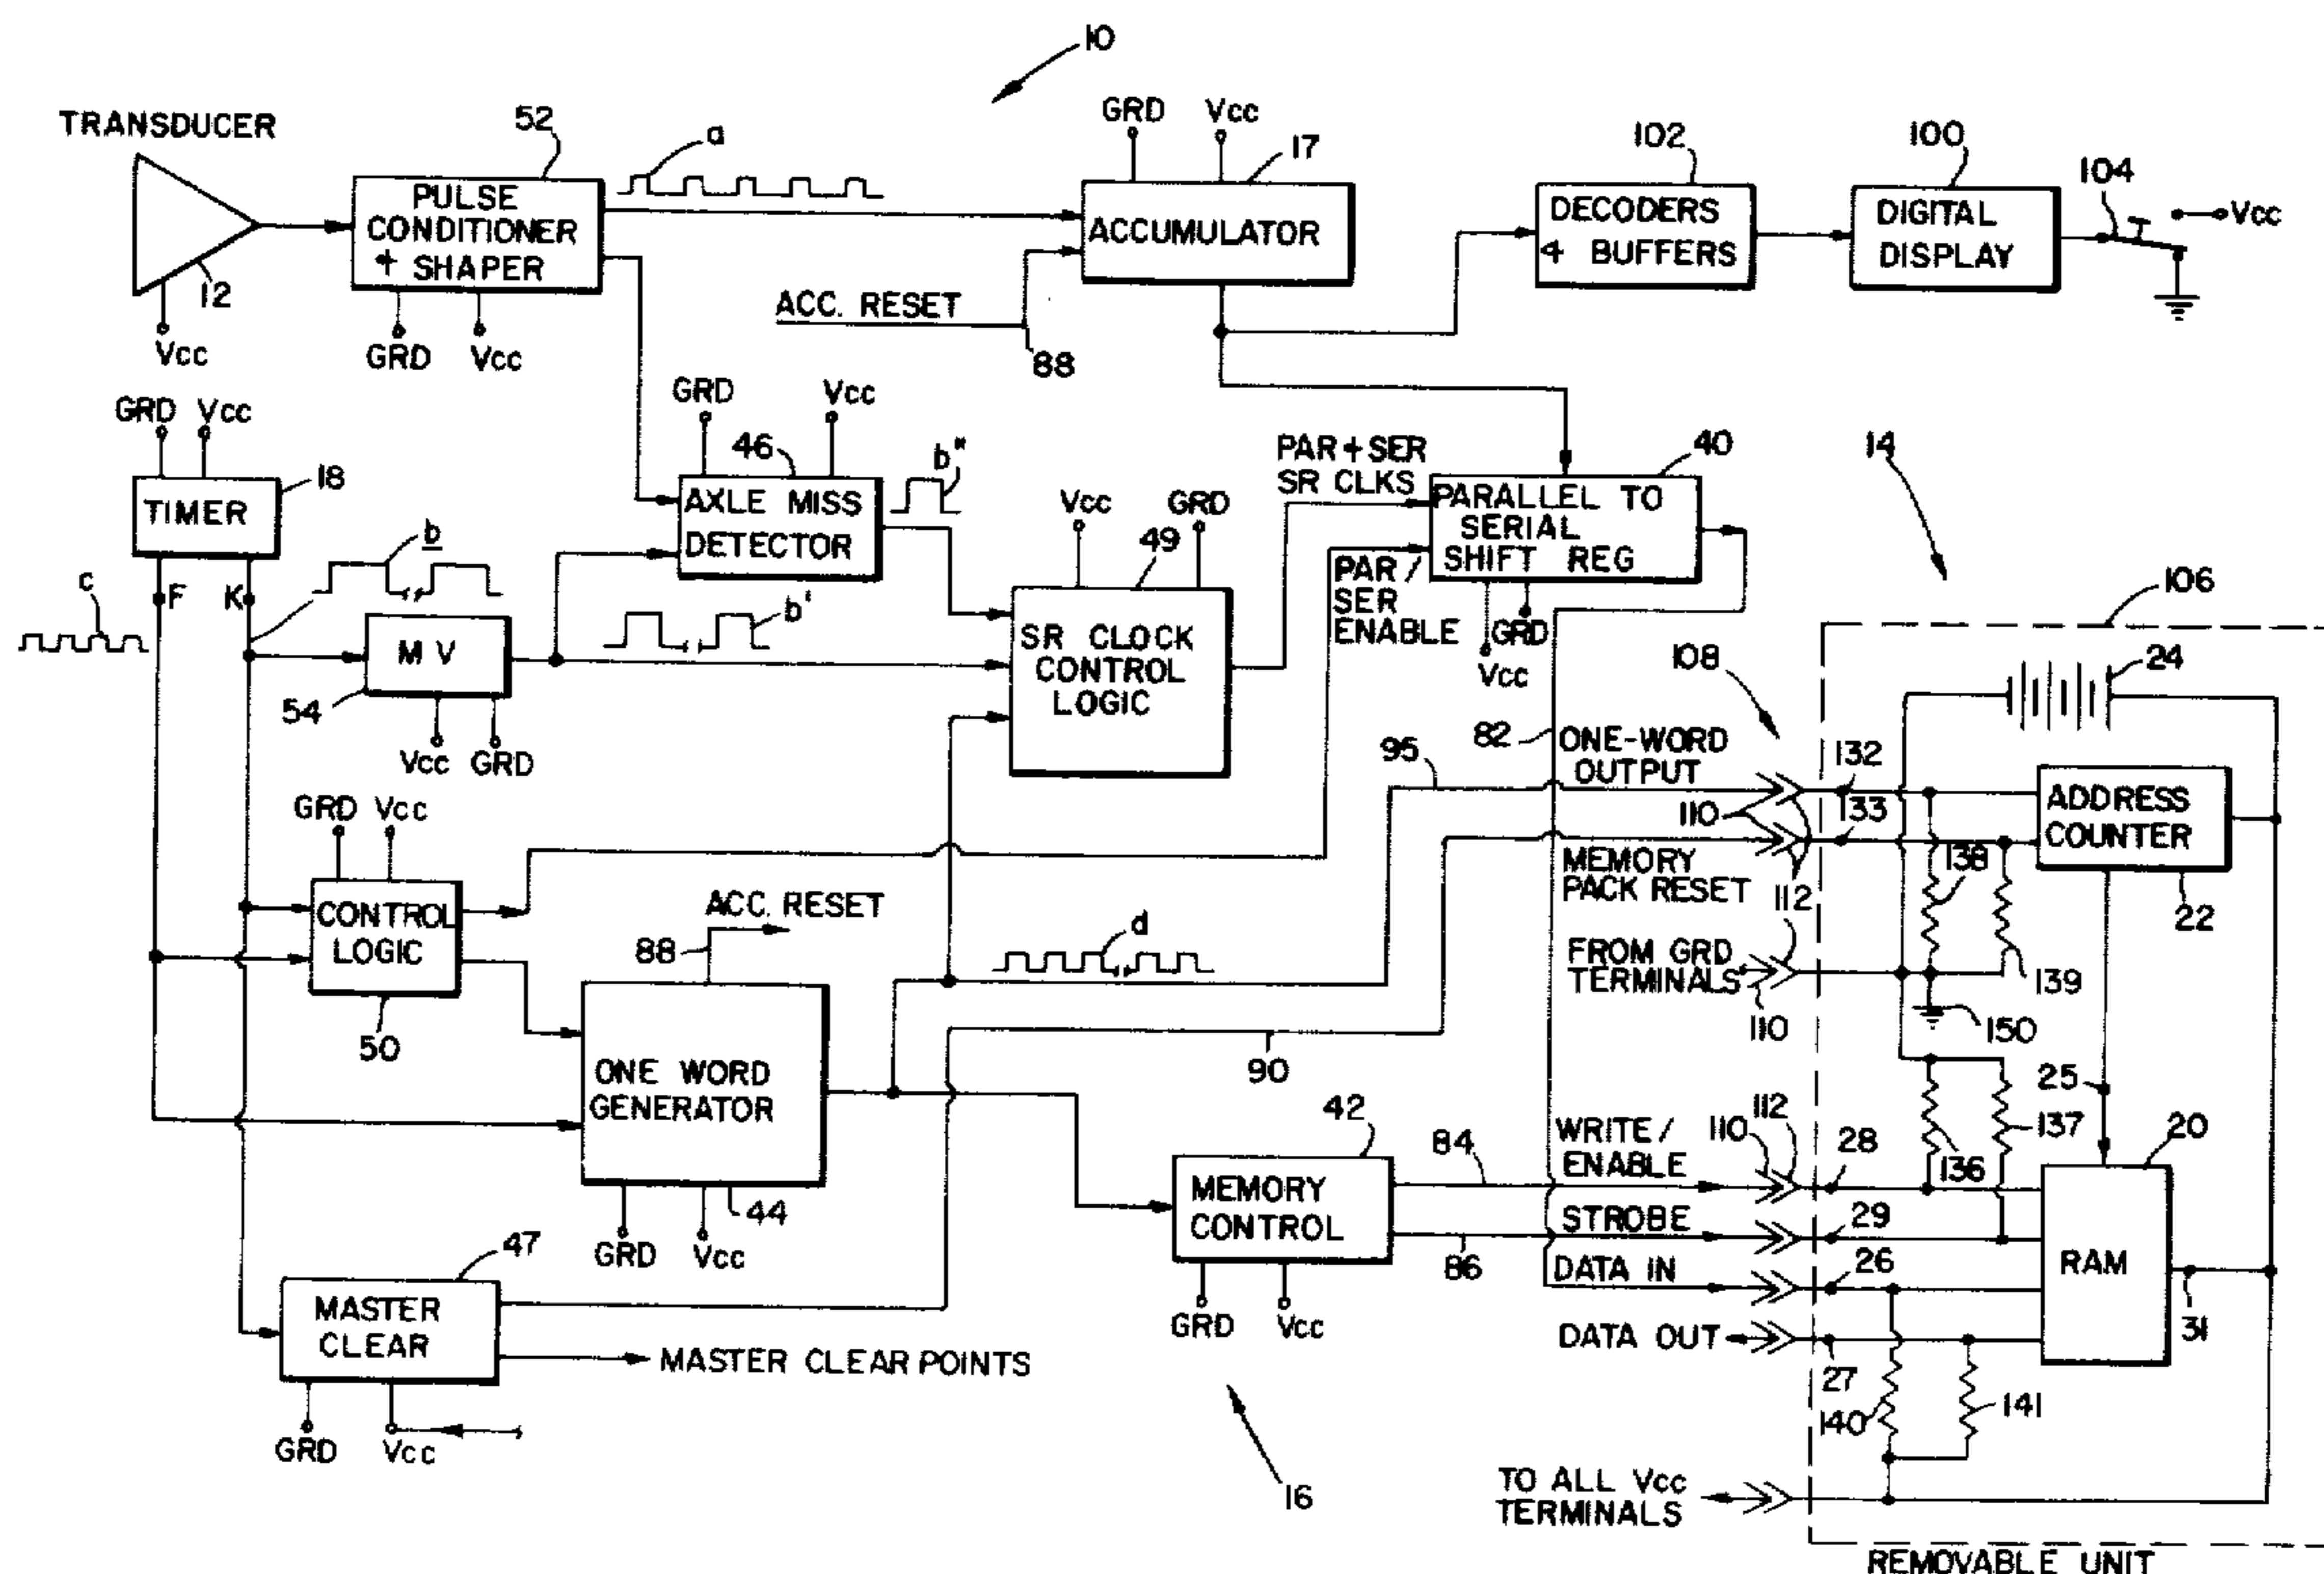 10
TRANSDUCER
12
Vcc
52
PULSE
CONDITIONER
+ SHAPER
GRD
Vcc
a
GRD
Vcc
17
ACCUMULATOR
ACC. RESET
88
102
DECODERS
+ BUFFERS
100
DIGITAL
DISPLAY
104
Vcc
GRD
Vcc
18
TIMER
F
K
c
b
MV
54
Vcc
GRD
GRD
Vcc
46
AXLE MISS
DETECTOR
b"
b'
Vcc
GRD
49
SR CLOCK
CONTROL
LOGIC
PAR + SER
SR CLKS
40
PARALLEL TO
SERIAL
SHIFT REG
PAR /
SER
ENABLE
GRD
Vcc
14
106
24
108
82
95
ONE-WORD
OUTPUT
132
133
110
ADDRESS
COUNTER
22
MEMORY
PACK RESET
112
138
139
FROM GRD
TERMINALS
110
150
GRD
Vcc
CONTROL
LOGIC
50
ACC. RESET
88
d
ONE WORD
GENERATOR
44
GRD
Vcc
90
25
136
137
20
RAM
31
42
MEMORY
CONTROL
GRD
Vcc
84
86
WRITE /
ENABLE
110
112
28
STROBE
29
DATA IN
26
DATA OUT
27
140
141
47
MASTER
CLEAR
MASTER CLEAR POINTS
GRD
Vcc
16
TO ALL Vcc
TERMINALS
REMOVABLE UNIT
112